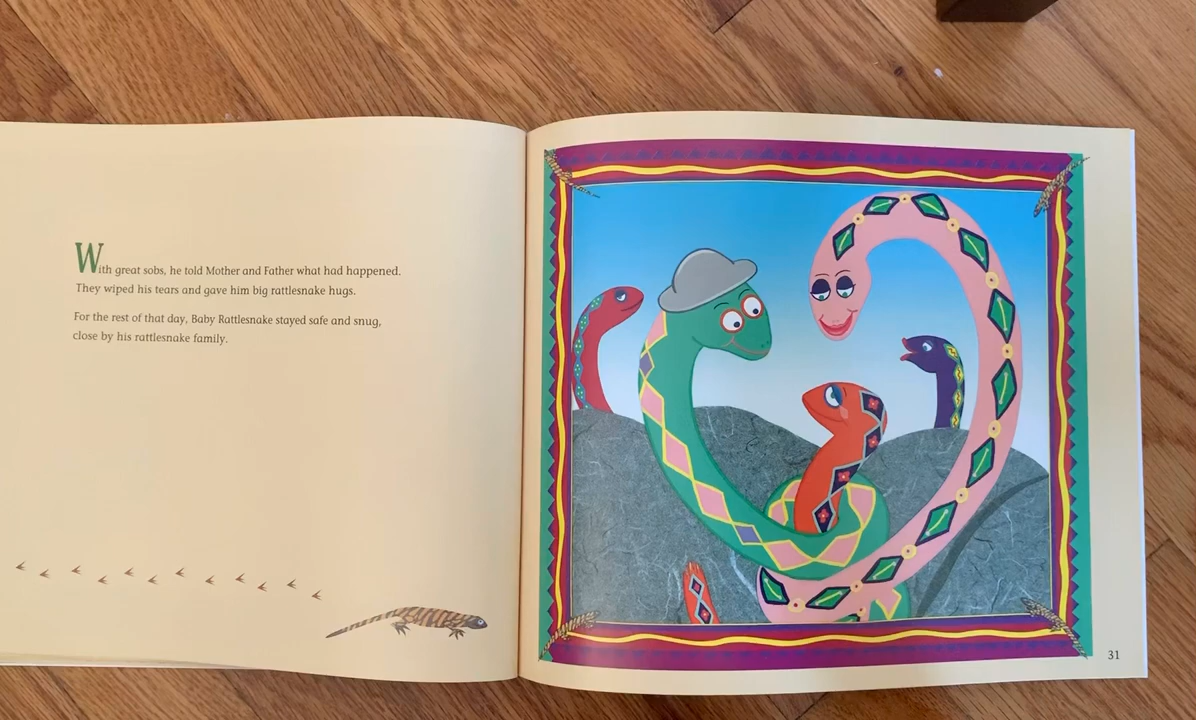 With great sobs, he told Mother and Father what had happened.
They wiped his tears and gave him big rattlesnake hugs.
For the rest of that day, Baby Rattlesnake stayed safe and snug,
close by his rattlesnake family.
31